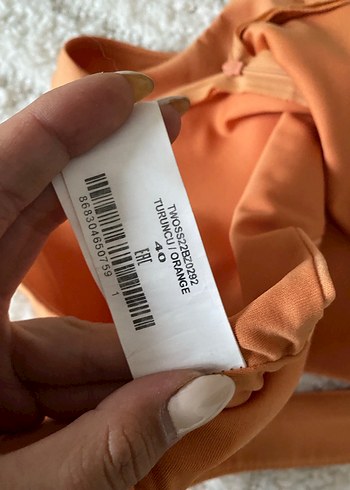 TWOSS22BZ0292
TURUNCU / ORANGE
40
EAC
8683046507591